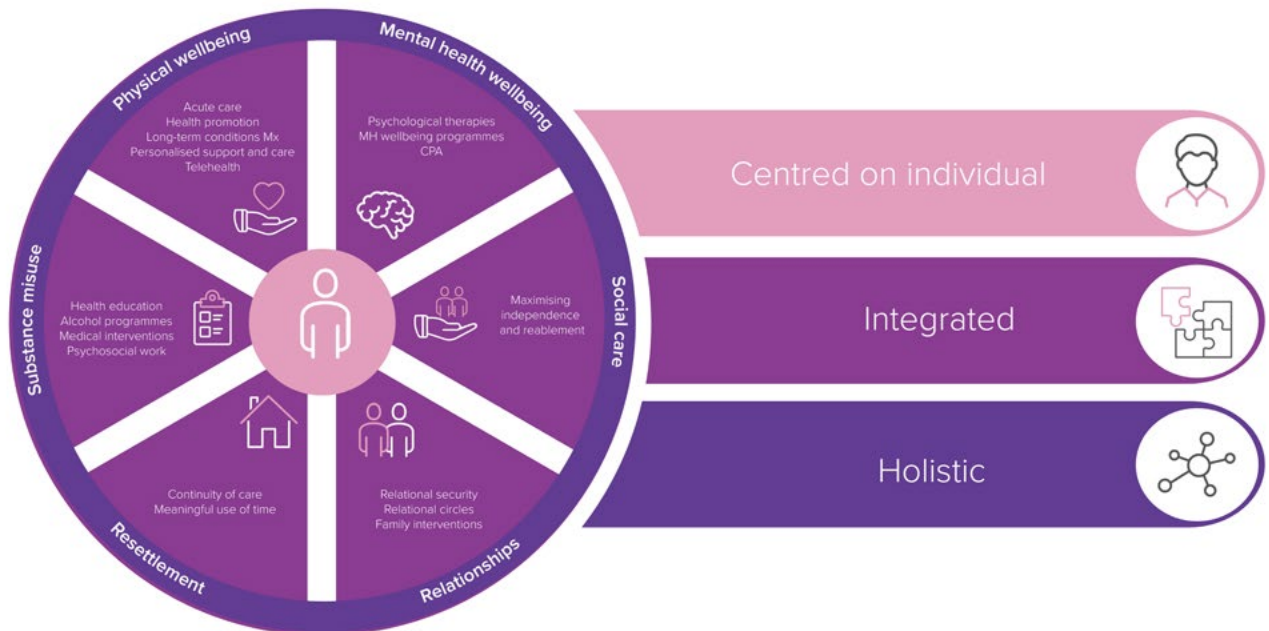 Physical wellbeing
Acute care
Health promotion
Long-term conditions Mx
Personalised support and care
Telehealth
Mental health wellbeing
Psychological therapies
MH wellbeing programmes
CPA
Social care
Maximising
independence
and reablement
Relationships
Relational security
Relational circles
Family interventions
Resettlement
Continuity of care
Meaningful use of time
Substance misuse
Health education
Alcohol programmes
Medical interventions
Psychosocial work
Centred on individual
Integrated
Holistic